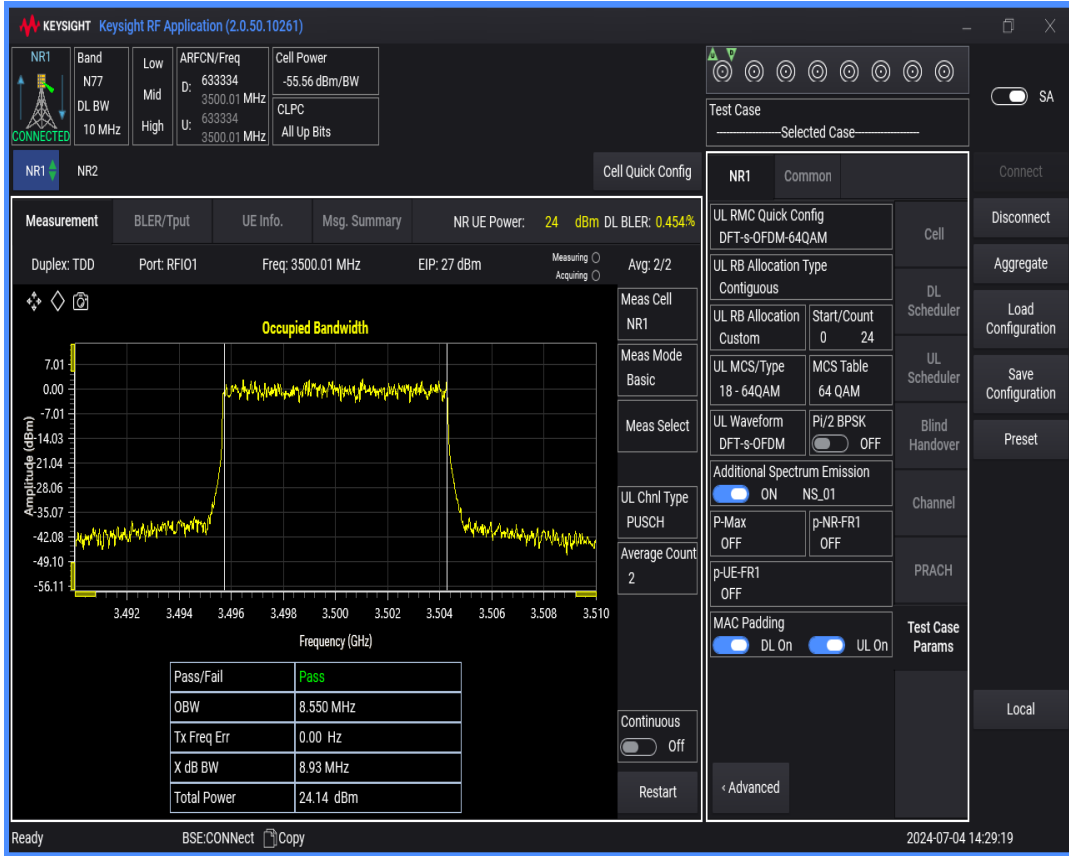 KEYSIGHT Keysight RF Application (2.0.50.10261)
NR1
CONNECTED
Band
N77
DL BW
10 MHz
Low
Mid
High
ARFCN/Freq
D: 633334
3500.01 MHz
U: 633334
3500.01 MHz
Cell Power
-55.56 dBm/BW
CLPC
All Up Bits
Test Case
--------------------Selected Case-----------------
SA
NR1 NR2 Cell Quick Config
NR1 Common
Connect
Disconnect
Aggregate
Load
Configuration
Save
Configuration
Preset
Local
Measurement BLER/Tput UE Info. Msg. Summary NR UE Power: 24 dBm DL BLER: 0.454%
Duplex: TDD Port: RFIO1 Freq: 3500.01 MHz EIP: 27 dBm Measuring Avg: 2/2
Acquiring
Occupied Bandwidth
Amplitude (dBm)
7.01
0.00
-7.01
-14.03
-21.04
-28.06
-35.07
-42.08
-49.10
-56.11
3.492 3.494 3.496 3.498 3.500 3.502 3.504 3.506 3.508 3.510
Frequency (GHz)
Pass/Fail Pass
OBW 8.550 MHz
Tx Freq Err 0.00 Hz
X dB BW 8.93 MHz
Total Power 24.14 dBm
Meas Cell
NR1
Meas Mode
Basic
Meas Select
UL Chnl Type
PUSCH
Average Count
2
Continuous
Off
Restart
UL RMC Quick Config
DFT-s-OFDM-64QAM
UL RB Allocation Type
Contiguous
UL RB Allocation Start/Count
Custom 0 24
UL MCS/Type MCS Table
18 - 64QAM 64 QAM
UL Waveform Pi/2 BPSK
DFT-s-OFDM OFF
Additional Spectrum Emission
ON NS_01
P-Max p-NR-FR1
OFF OFF
p-UE-FR1
OFF
MAC Padding
DL On UL On
‹ Advanced
Cell
DL
Scheduler
UL
Scheduler
Blind
Handover
Channel
PRACH
Test Case
Params
Ready BSE:CONNect Copy 2024-07-04 14:29:19